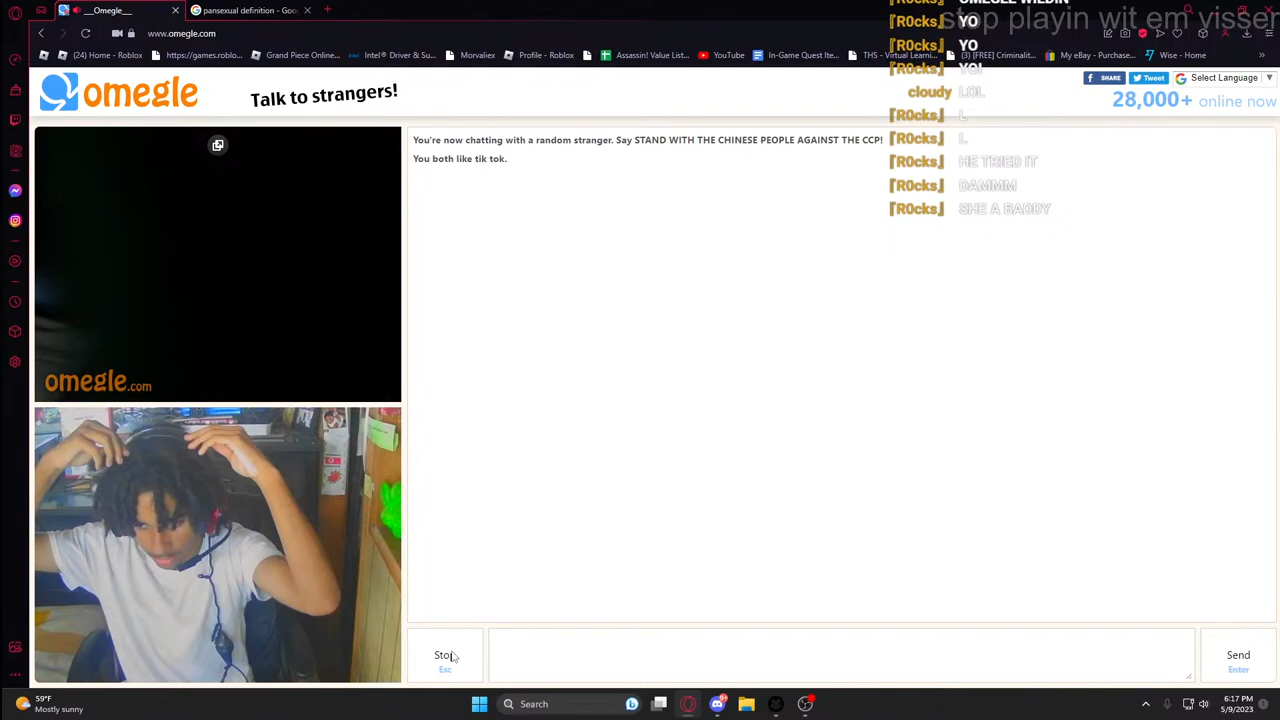 __Omegle__
pansexual definition - Goo
www.omegle.com
(24) Home - Roblox
https://games.roblo...
Grand Piece Online...
Intel® Driver & Su...
Morvaliex
Profile - Roblox
Assassin! Value List...
YouTube
In-Game Quest Ite...
THS - Virtual Learni...
(3) [FREE] Criminalit...
My eBay - Purchase...
Wise - Home
stop playin wit em visser
omegle
Talk to strangers!
SHARE
Tweet
Select Language
28,000+ online now
『R0cks』 OMEGLE WILDIN
『R0cks』 YO
『R0cks』 YO
『R0cks』 YO!
cloudy LOL
『R0cks』 L
『R0cks』 L
『R0cks』 HE TRIED IT
『R0cks』 DAMMM
『R0cks』 SHE A BADDY
You're now chatting with a random stranger. Say STAND WITH THE CHINESE PEOPLE AGAINST THE CCP!
You both like tik tok.
omegle.com
Stop
Esc
Send
Enter
59°F
Mostly sunny
Search
6:17 PM
5/9/2023